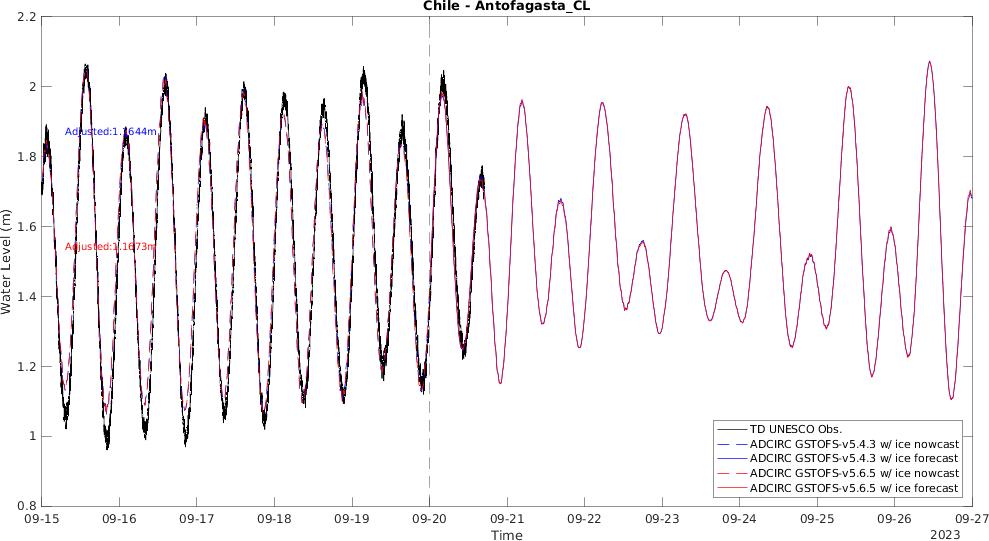 Chile - Antofagasta_CL
Water Level (m)
2.2
2
1.8
1.6
1.4
1.2
1
0.8
Adjusted:1.1644m
Adjusted:1.1673m
TD UNESCO Obs.
ADCIRC GSTOFS-v5.4.3 w/ ice nowcast
ADCIRC GSTOFS-v5.4.3 w/ ice forecast
ADCIRC GSTOFS-v5.6.5 w/ ice nowcast
ADCIRC GSTOFS-v5.6.5 w/ ice forecast
09-15 09-16 09-17 09-18 09-19 09-20 09-21 09-22 09-23 09-24 09-25 09-26 09-27
Time
2023